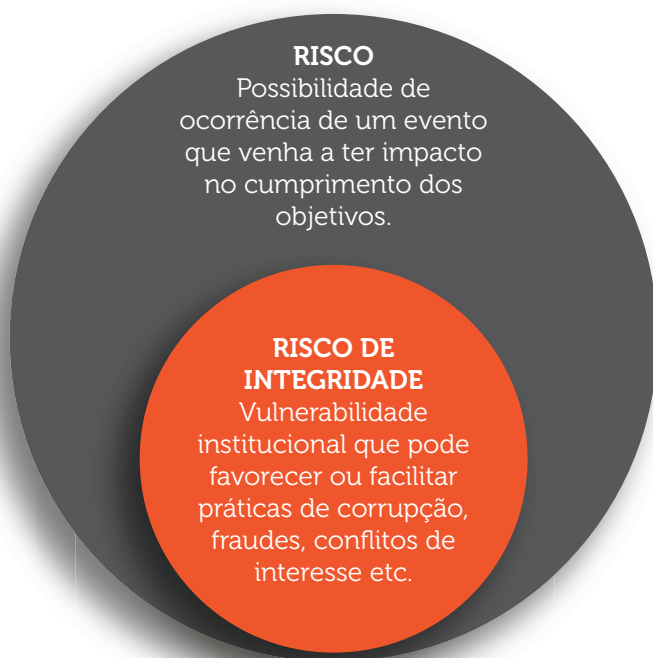 RISCO
Possibilidade de
ocorrência de um evento
que venha a ter impacto
no cumprimento dos
objetivos.
RISCO DE
INTEGRIDADE
Vulnerabilidade
institucional que pode
favorecer ou facilitar
práticas de corrupção,
fraudes, conflitos de
interesse etc.